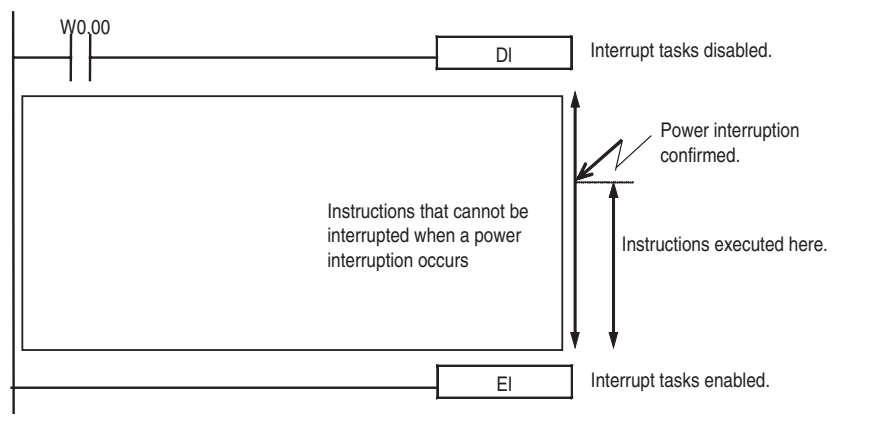 W0.00
DI
Interrupt tasks disabled.
Power interruption
confirmed.
Instructions that cannot be
interrupted when a power
interruption occurs
Instructions executed here.
EI
Interrupt tasks enabled.